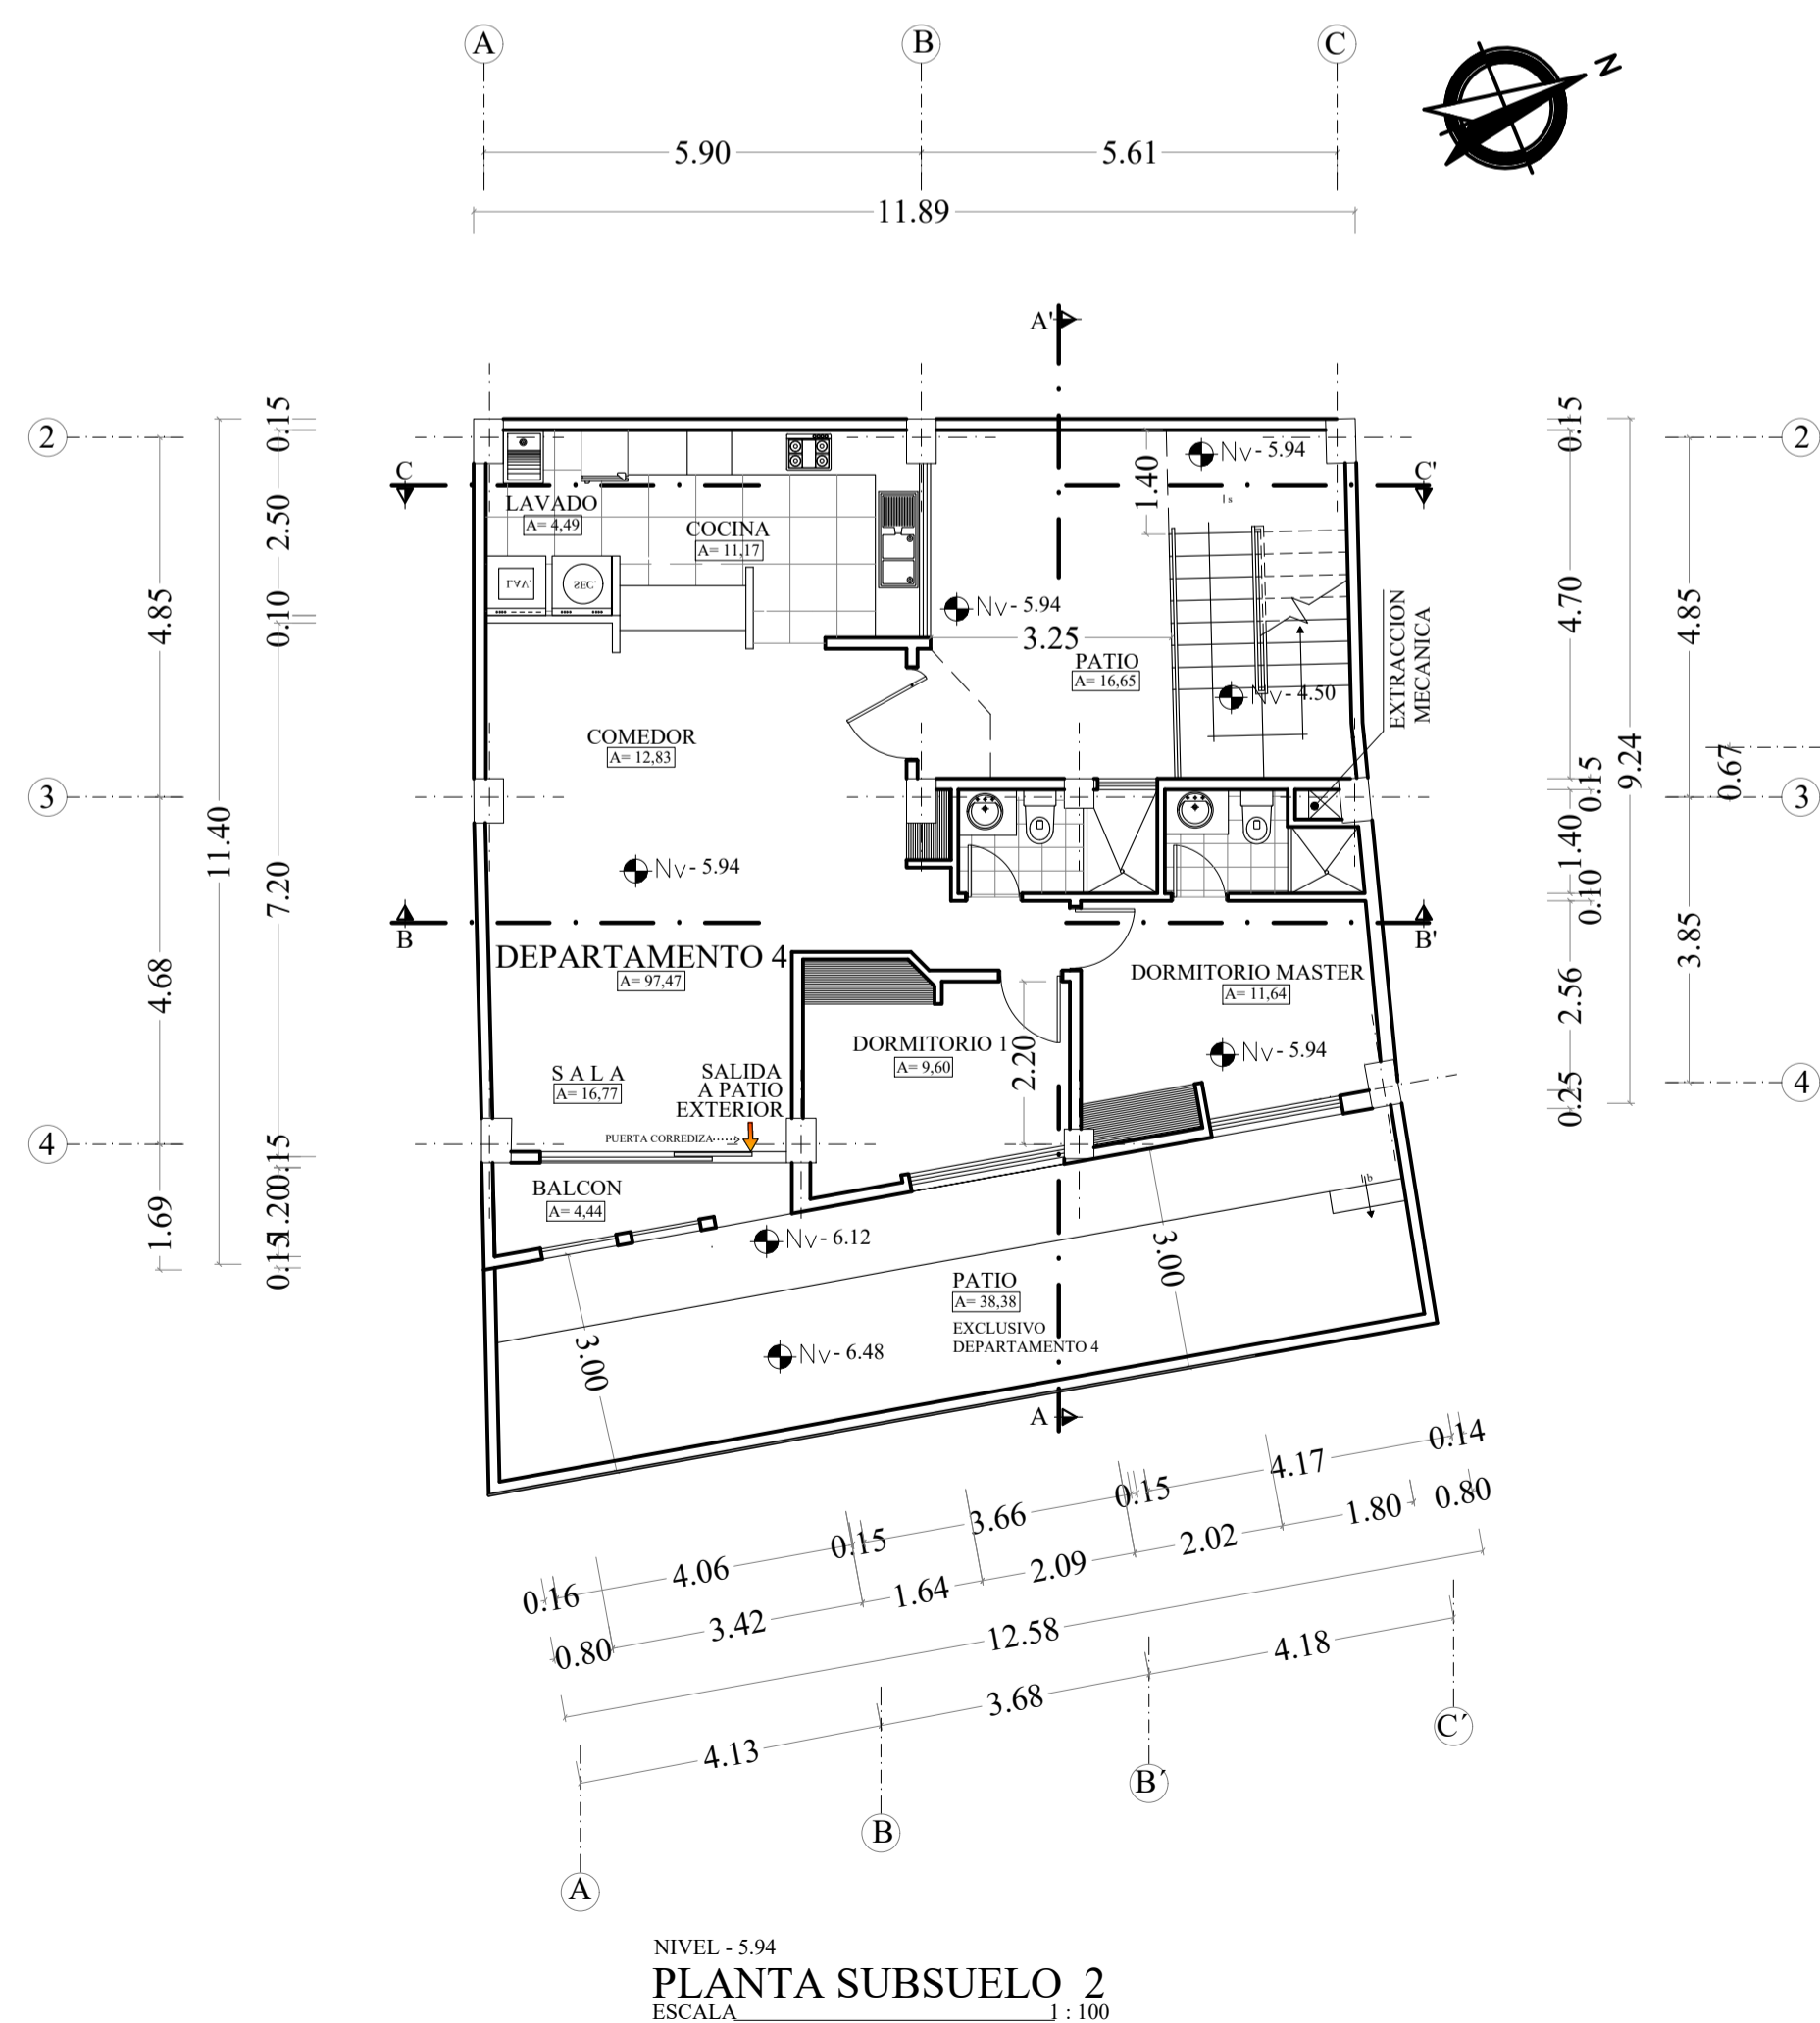 A
B
C
N
5.90
5.61
11.89
A'
2
0.15
0.15
2
C
Nv- 5.94
C'
1.40
LAVADO
A= 4,49
COCINA
A= 11,17
2.50
LAV.
SEC.
4.85
0.10
Nv- 5.94
3.25
PATIO
A= 16,65
Nv- 4.50
EXTRACCION
MECANICA
4.70
4.85
COMEDOR
A= 12,83
9.24
0.67
3
0.15
3
11.40
7.20
Nv- 5.94
1.40
0.10
B
B'
DEPARTAMENTO 4
A= 97,47
DORMITORIO MASTER
A= 11,64
3.85
4.68
2.56
DORMITORIO 1
A= 9,60
2.20
Nv- 5.94
S A L A
A= 16,77
SALIDA
A PATIO
EXTERIOR
PUERTA CORREDIZA
4
0.25
4
0.15
BALCON
A= 4,44
1.20
1.69
0.15
Nv- 6.12
3.00
PATIO
A= 38,38
EXCLUSIVO
DEPARTAMENTO 4
Nv- 6.48
3.00
A
0.16
4.06
0.15
3.66
0.15
4.17
0.14
0.80
3.42
1.64
2.09
2.02
1.80
0.80
12.58
4.13
3.68
4.18
C´
B´
B
A
NIVEL - 5.94
PLANTA SUBSUELO 2
ESCALA 1 : 100